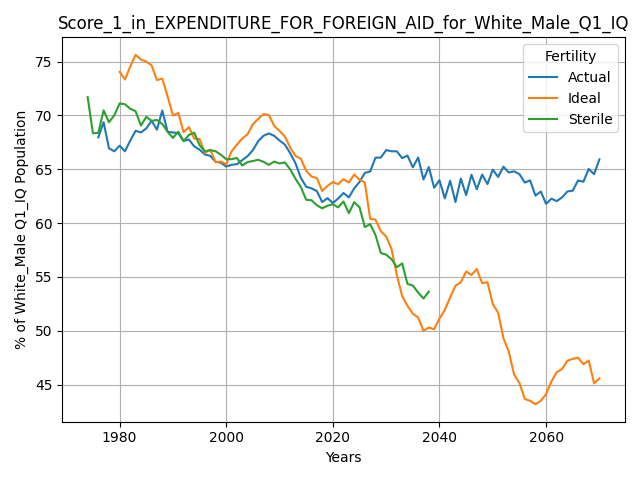 Score_1_in_EXPENDITURE_FOR_FOREIGN_AID_for_White_Male_Q1_IQ
Fertility
Actual
Ideal
Sterile
% of White_Male Q1_IQ Population
75
70
65
60
55
50
45
1980
2000
2020
2040
2060
Years